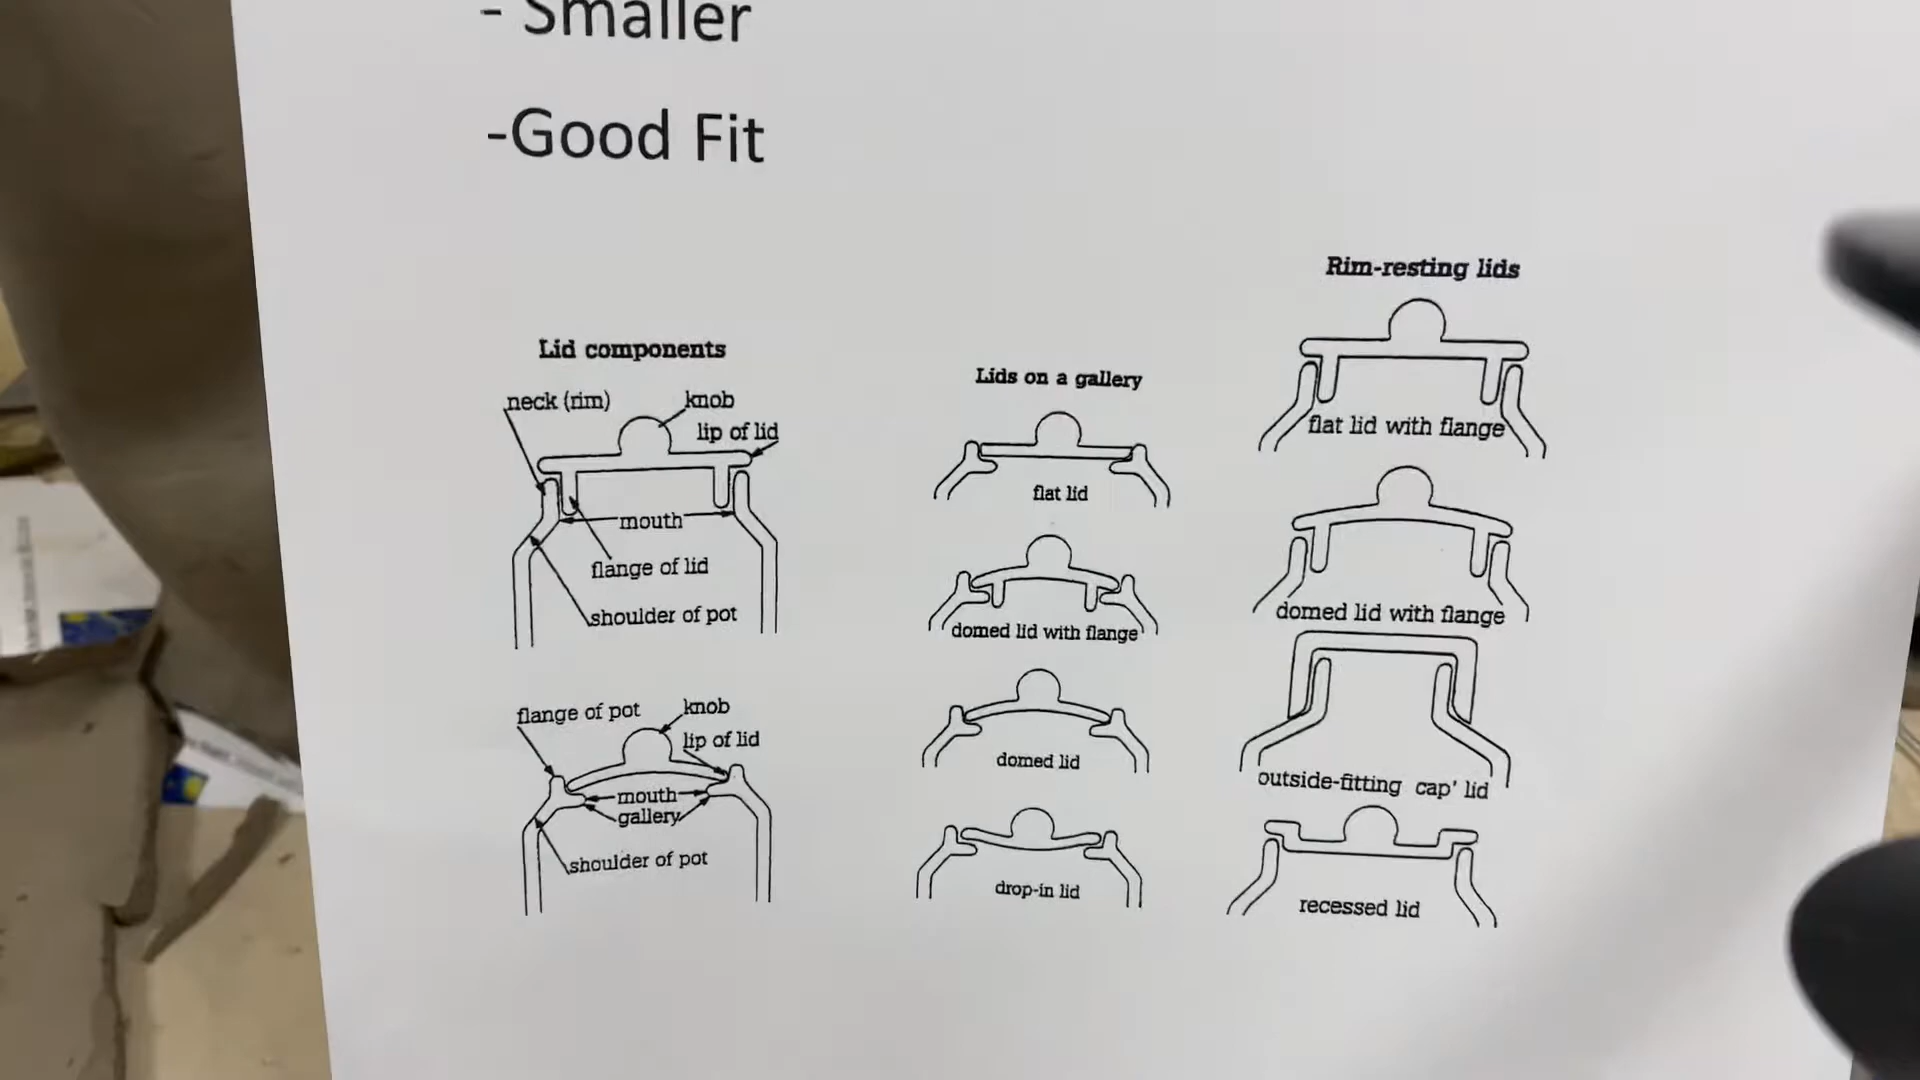 - Smaller
-Good Fit
Lid components
neck (rim)
knob
lip of lid
mouth
flange of lid
shoulder of pot
flange of pot
knob
lip of lid
mouth
gallery
shoulder of pot
Lids on a gallery
flat lid
domed lid with flange
domed lid
drop-in lid
Rim-resting lids
flat lid with flange
domed lid with flange
outside-fitting cap' lid
recessed lid